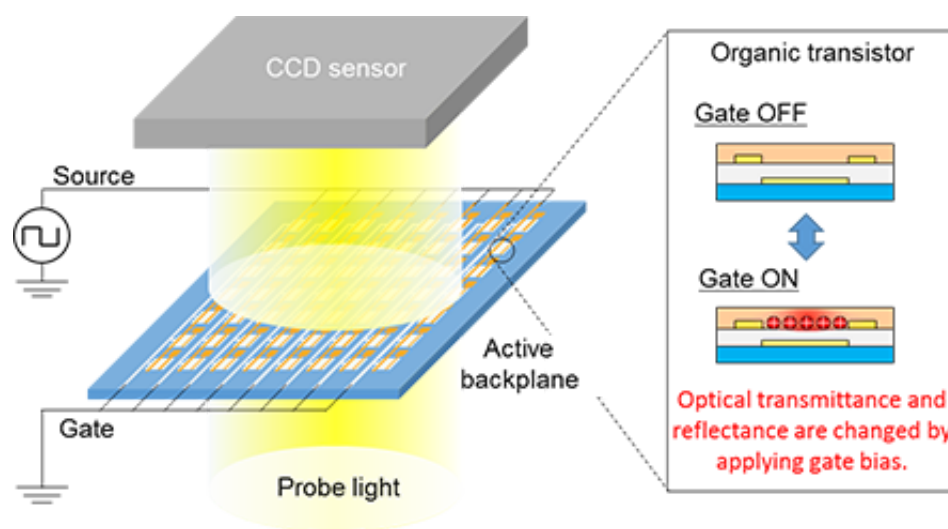 CCD sensor
Source
Gate
Probe light
Active
backplane
Organic transistor
Gate OFF
Gate ON
Optical transmittance and
reflectance are changed by
applying gate bias.